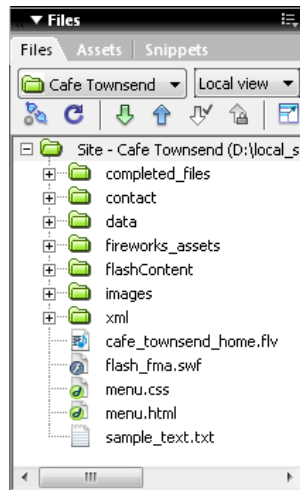 Files
Files Assets Snippets
Cafe Townsend Local view
Site - Cafe Townsend (D:\local_s
completed_files
contact
data
fireworks_assets
flashContent
images
xml
cafe_townsend_home.flv
flash_fma.swf
menu.css
menu.html
sample_text.txt